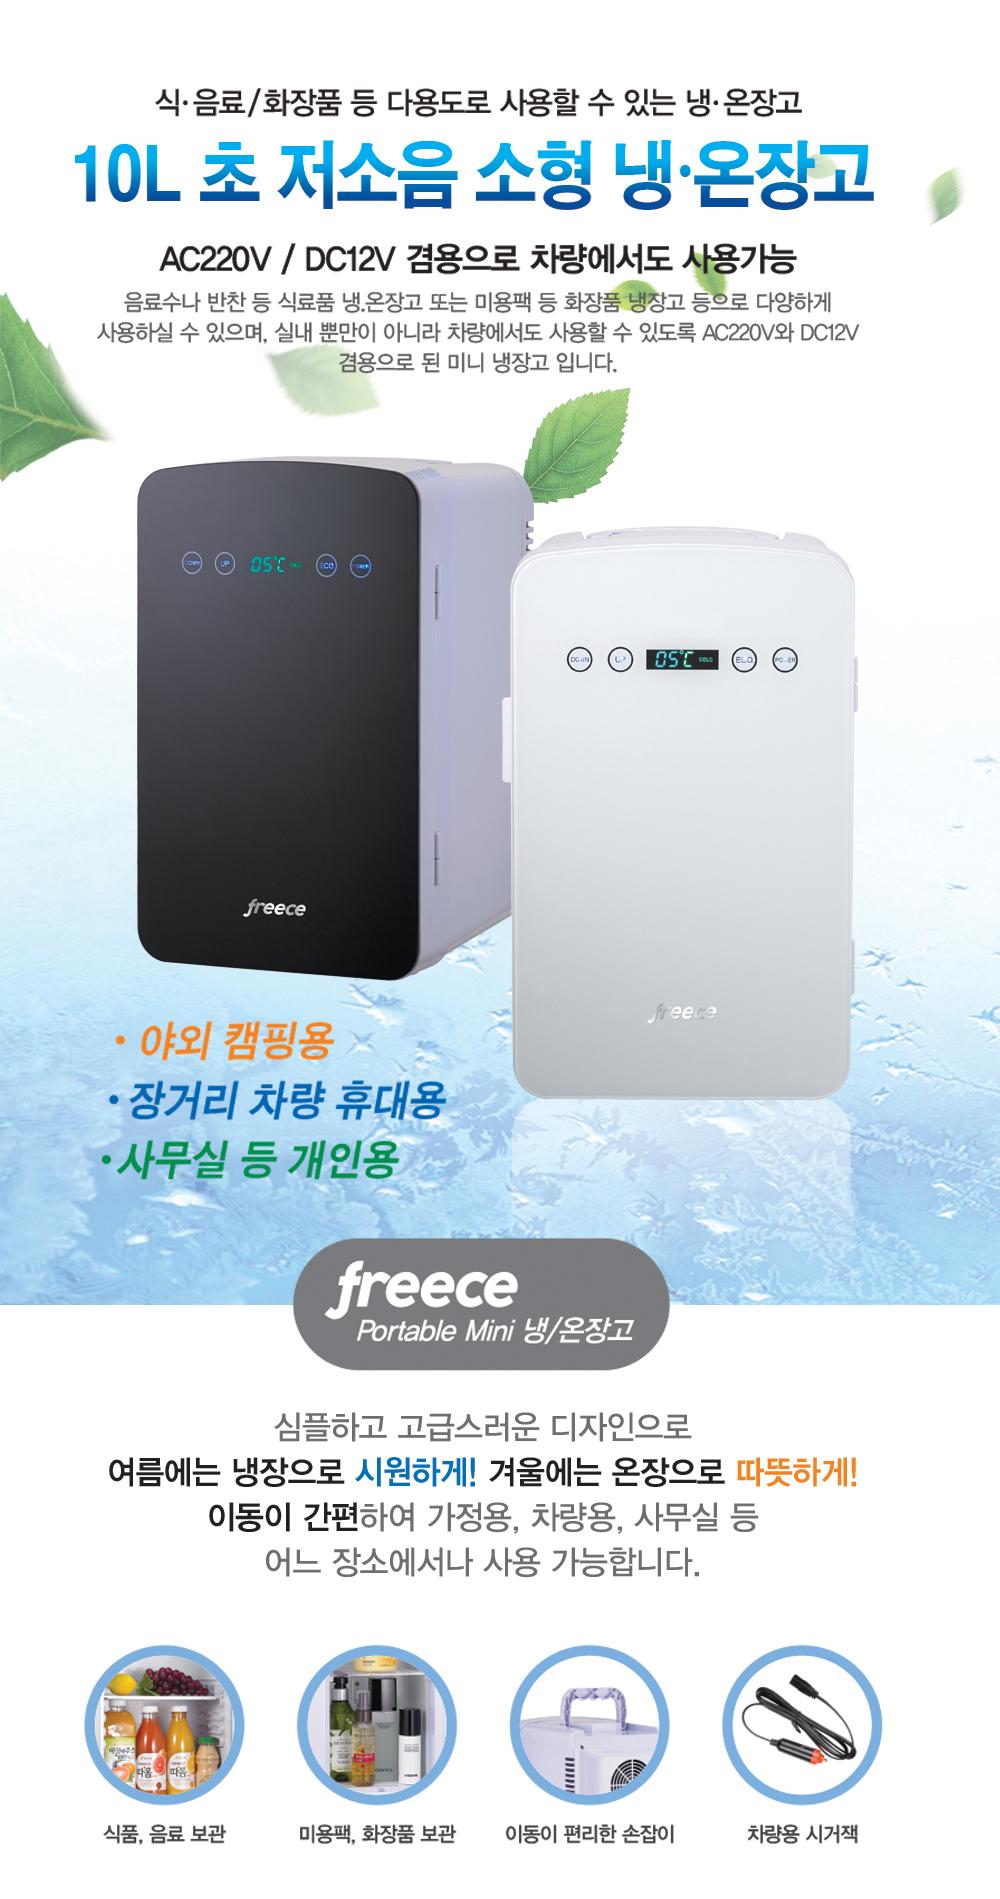 식·음료/화장품 등 다용도로 사용할 수 있는 냉·온장고
10L 초 저소음 소형 냉·온장고
AC220V / DC12V 겸용으로 차량에서도 사용가능
음료수나 반찬 등 식료품 냉.온장고 또는 미용팩 등 화장품 냉장고 등으로 다양하게
사용하실 수 있으며, 실내 뿐만이 아니라 차량에서도 사용할 수 있도록 AC220V와 DC12V
겸용으로 된 미니 냉장고 입니다.
DOWN UP 05℃ COLD ECO POWER
freece
UP 05℃ COLD POWER
freece
· 야외 캠핑용
· 장거리 차량 휴대용
· 사무실 등 개인용
freece
Portable Mini 냉/온장고
심플하고 고급스러운 디자인으로
여름에는 냉장으로 시원하게! 겨울에는 온장으로 따뜻하게!
이동이 간편하여 가정용, 차량용, 사무실 등
어느 장소에서나 사용 가능합니다.
따옴 따옴
식품, 음료 보관
미용팩, 화장품 보관
이동이 편리한 손잡이
차량용 시거잭